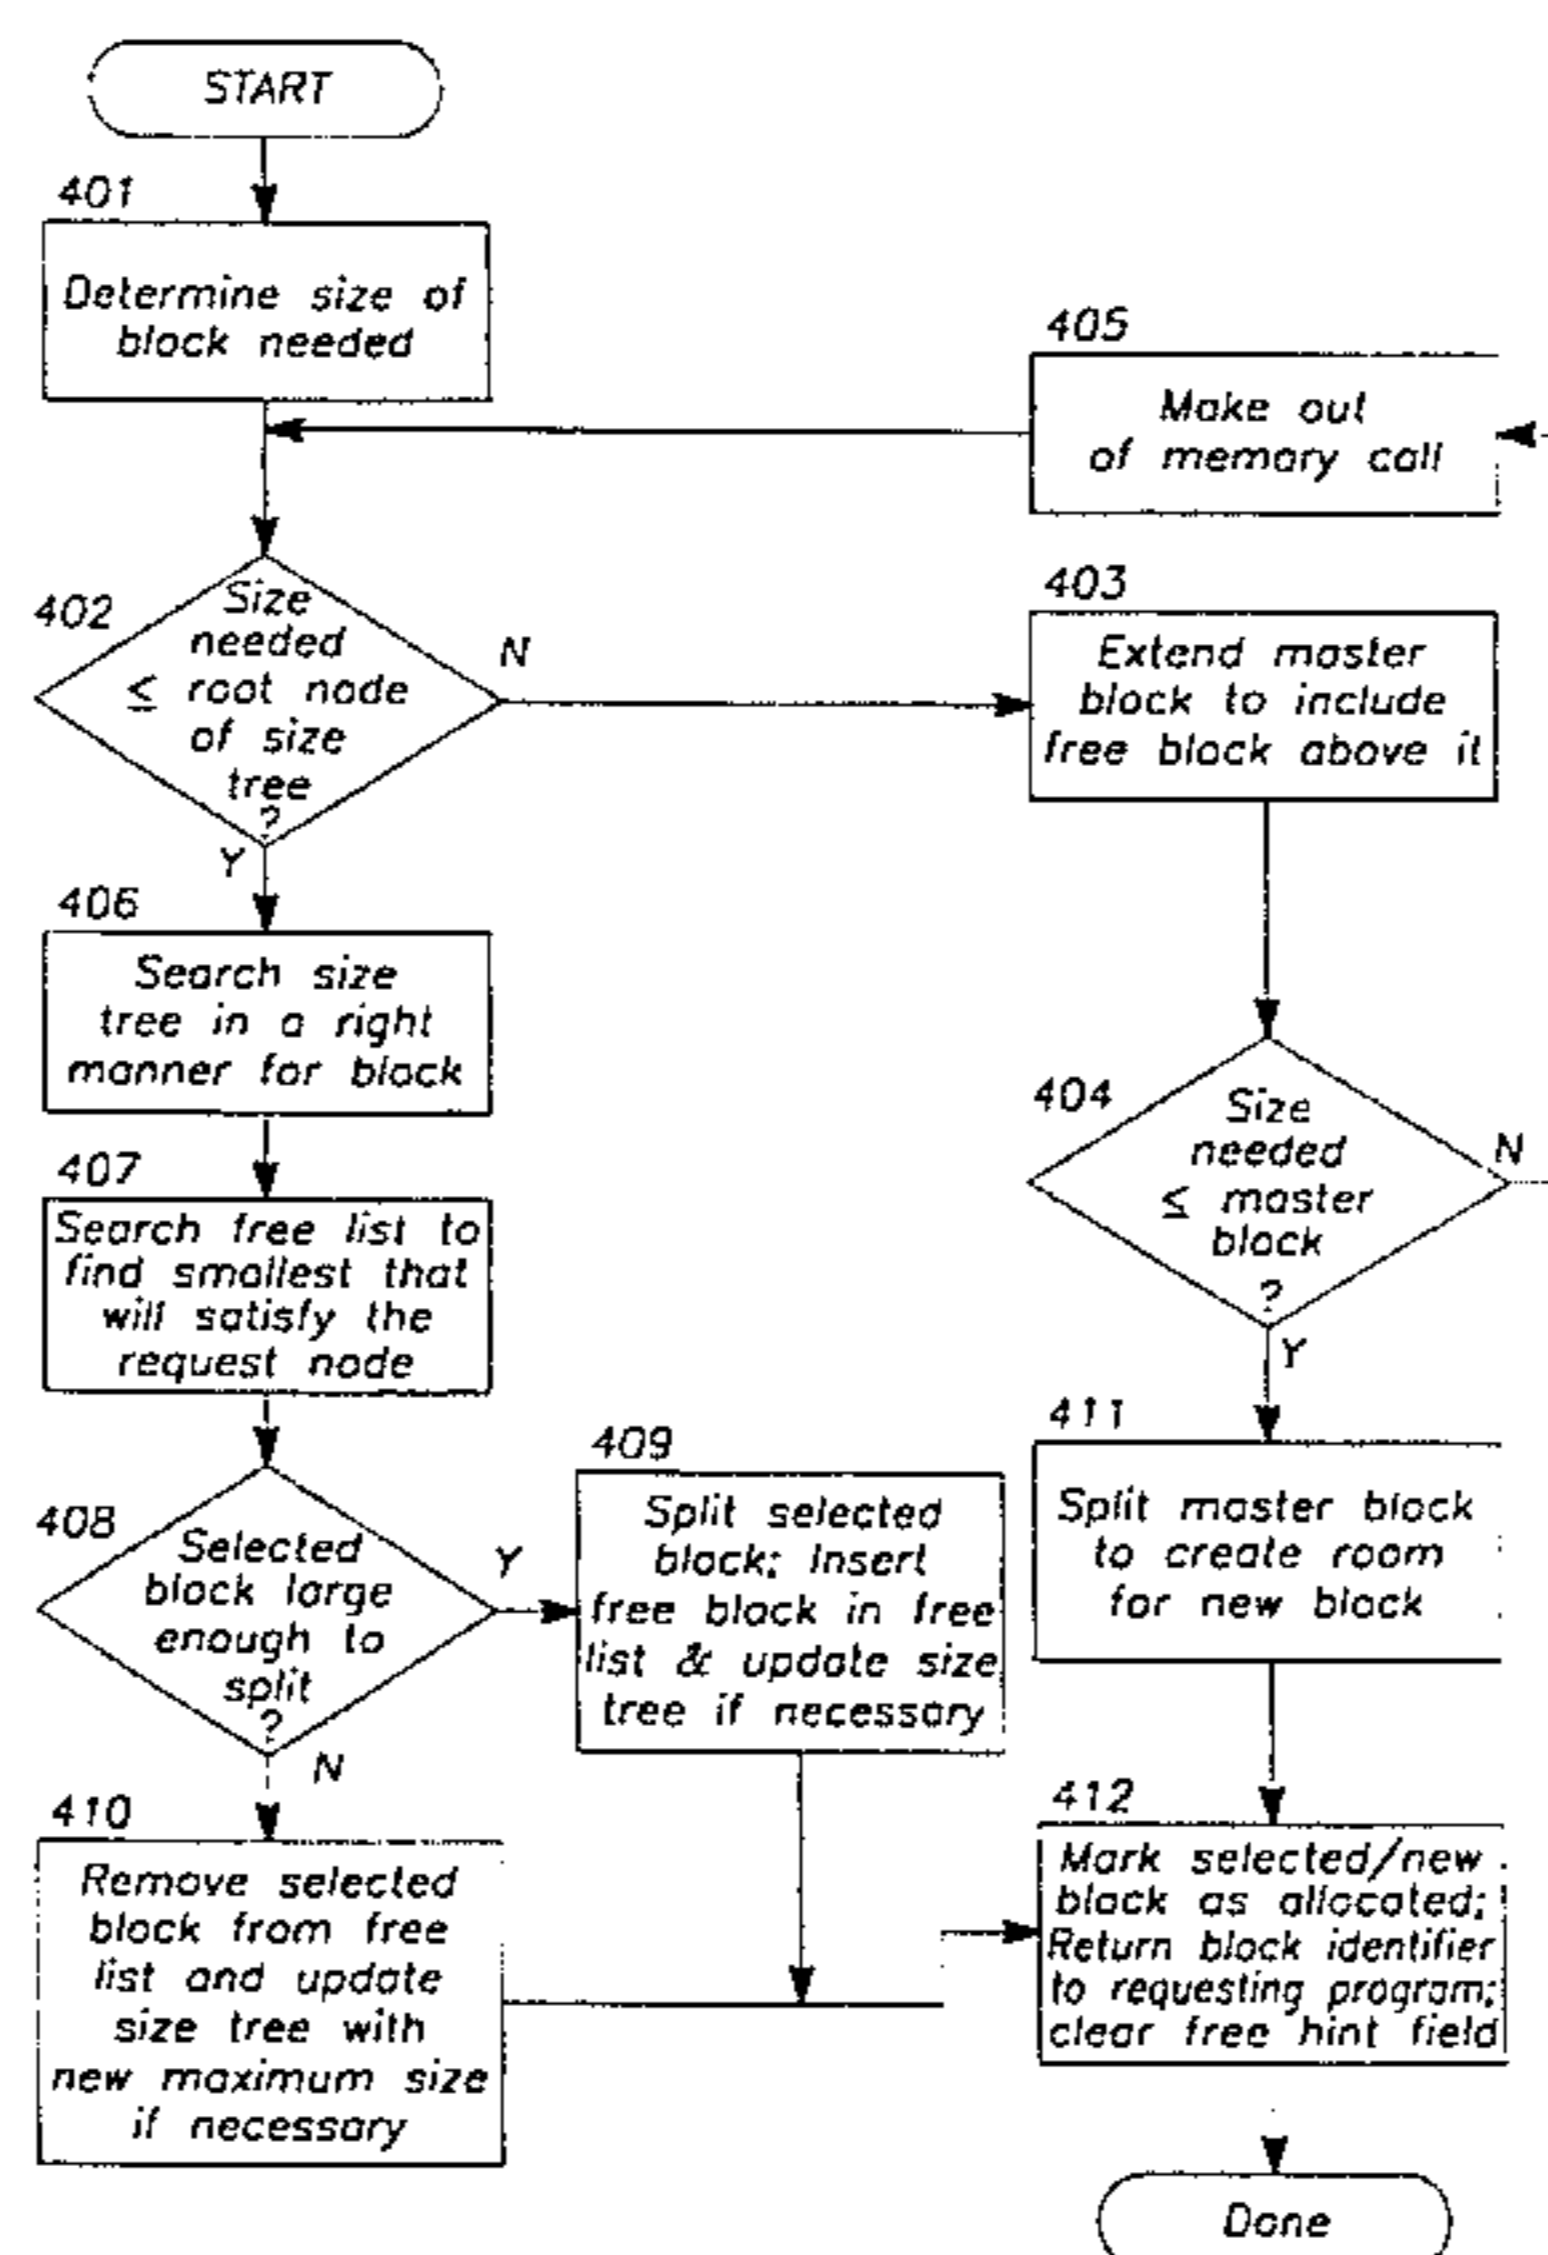 START
401
Determine size of
block needed
405
Make out
of memory call
402
Size
needed
≤ root node
of size
tree
?
N
Y
403
Extend master
block to include
free block above it
406
Search size
tree in a right
manner for block
404
Size
needed
≤ master
block
?
N
Y
407
Search free list to
find smallest that
will satisfy the
request node
408
Selected
block large
enough to
split
?
Y
N
409
Split selected
block; Insert
free block in free
list & update size
tree if necessary
411
Split master block
to create room
for new block
410
Remove selected
block from free
list and update
size tree with
new maximum size
if necessary
412
Mark selected/new
block as allocated;
Return block identifier
to requesting program;
clear free hint field
Done